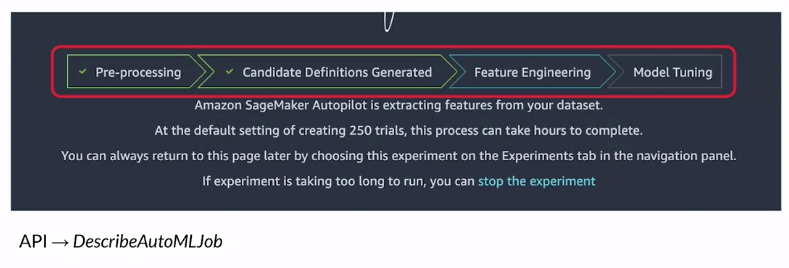 Pre-processing Candidate Definitions Generated Feature Engineering Model Tuning
Amazon SageMaker Autopilot is extracting features from your dataset.
At the default setting of creating 250 trials, this process can take hours to complete.
You can always return to this page later by choosing this experiment on the Experiments tab in the navigation panel.
If experiment is taking too long to run, you can stop the experiment
API → DescribeAutoMLJob